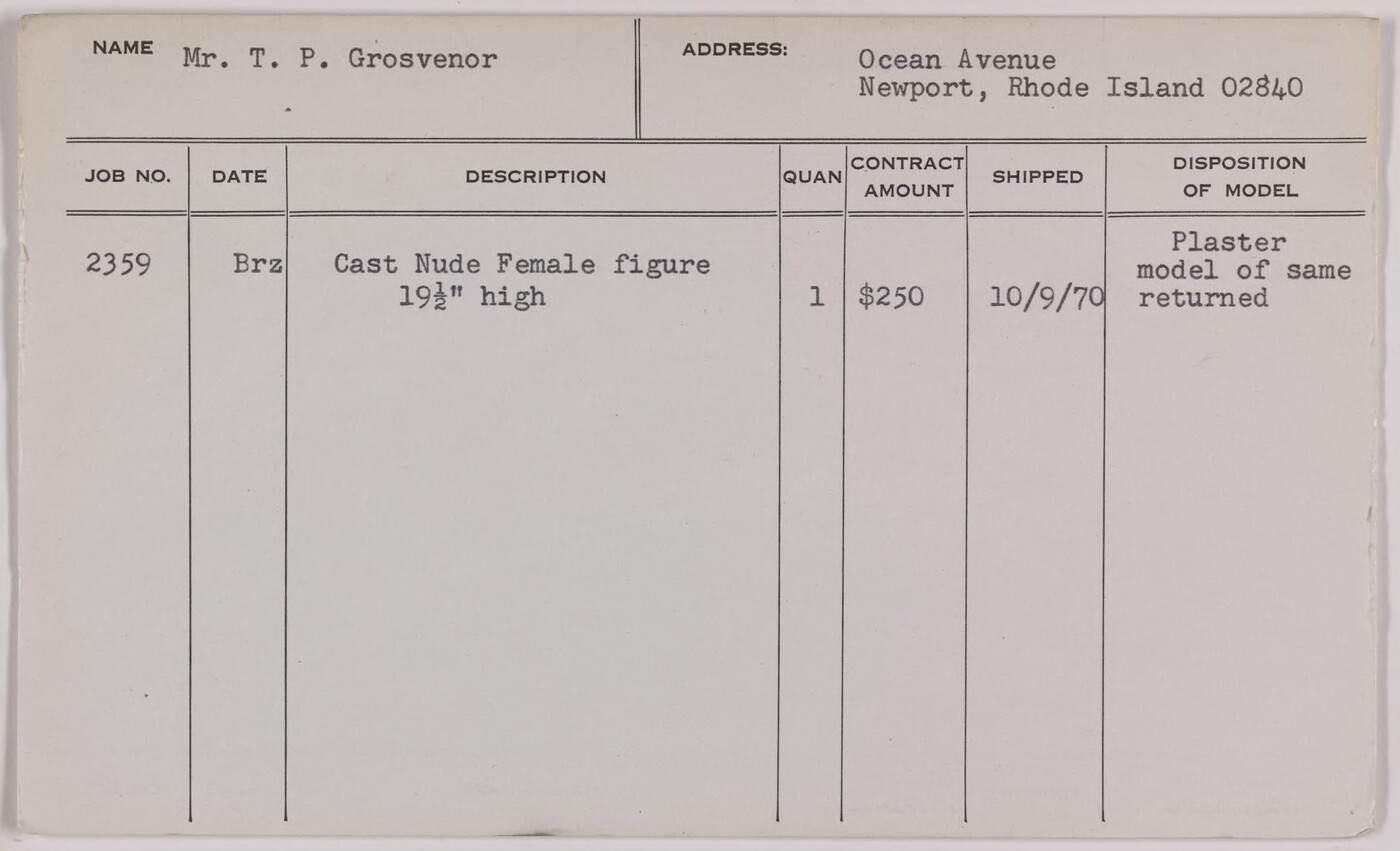 NAME Mr. T. P. Grosvenor ADDRESS: Ocean Avenue
Newport, Rhode Island 02840
JOB NO. DATE DESCRIPTION QUAN CONTRACT AMOUNT SHIPPED DISPOSITION OF MODEL
Plaster
2359 Brz Cast Nude Female figure model of same
19½" high 1 $250 10/9/70 returned